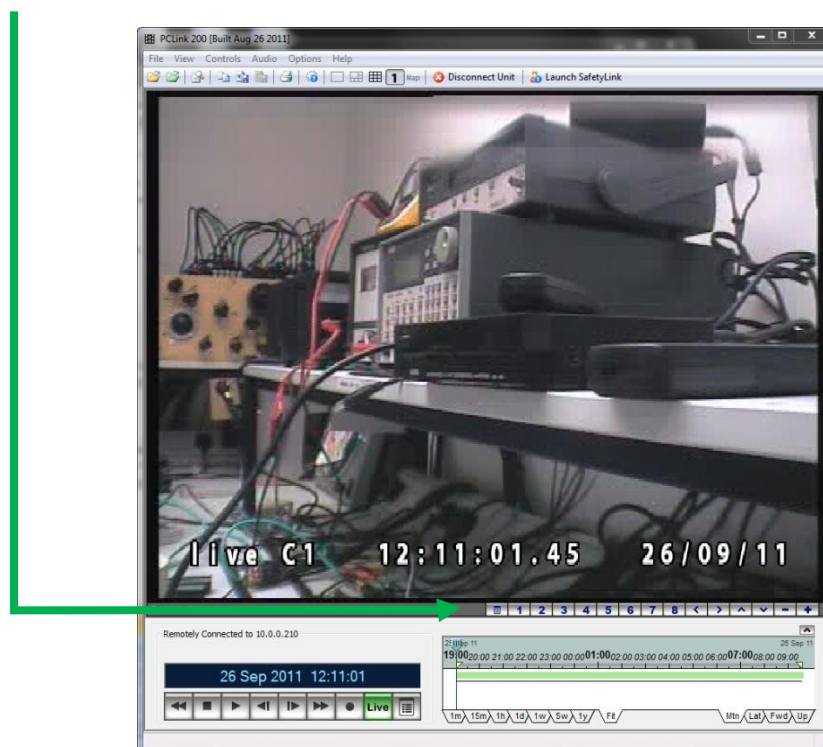 PCLink 200 [Built Aug 26 2011]
File View Controls Audio Options Help
1 Map Disconnect Unit Launch SafetyLink
live C1 12:11:01.45 26/09/11
1 2 3 4 5 6 7 8 < > ^ v - +
Remotely Connected to 10.0.0.210
26 Sep 11
19:00 20:00 21:00 22:00 23:00 00:00 01:00 02:00 03:00 04:00 05:00 06:00 07:00 08:00 09:00
26 Sep 2011 12:11:01
Live
1m 15m 1h 1d 1w 5w 1y Fit Mtn Lat Fwd Up